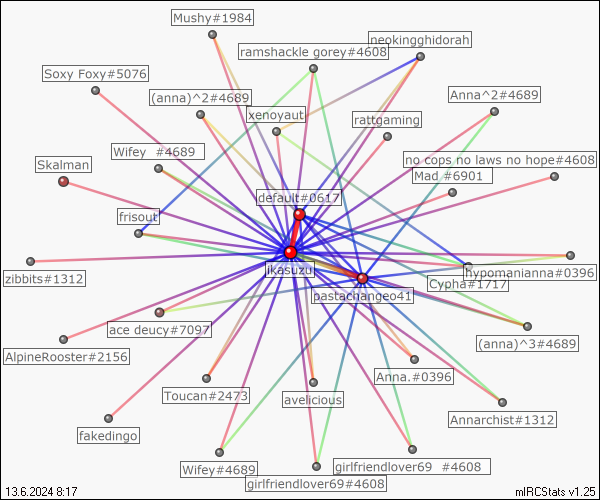 Mushy#1984
neokingghidorah
ramshackle gorey#4608
Soxy Foxy#5076
(anna)^2#4689
Anna^2#4689
xenoyaut
rattgaming
Wifey #4689
no cops no laws no hope#4608
Skalman
Mad #6901
default#0617
frisout
jkasuzu
hypomanianna#0396
zibbits#1312
Cypha#1717
pastachangeo41
ace deucy#7097
(anna)^3#4689
AlpineRooster#2156
Anna.#0396
Toucan#2473
avelicious
Annarchist#1312
fakedingo
Wifey#4689
girlfriendlover69 #4608
girlfriendlover69#4608
13.6.2024 8:17
mIRCStats v1.25